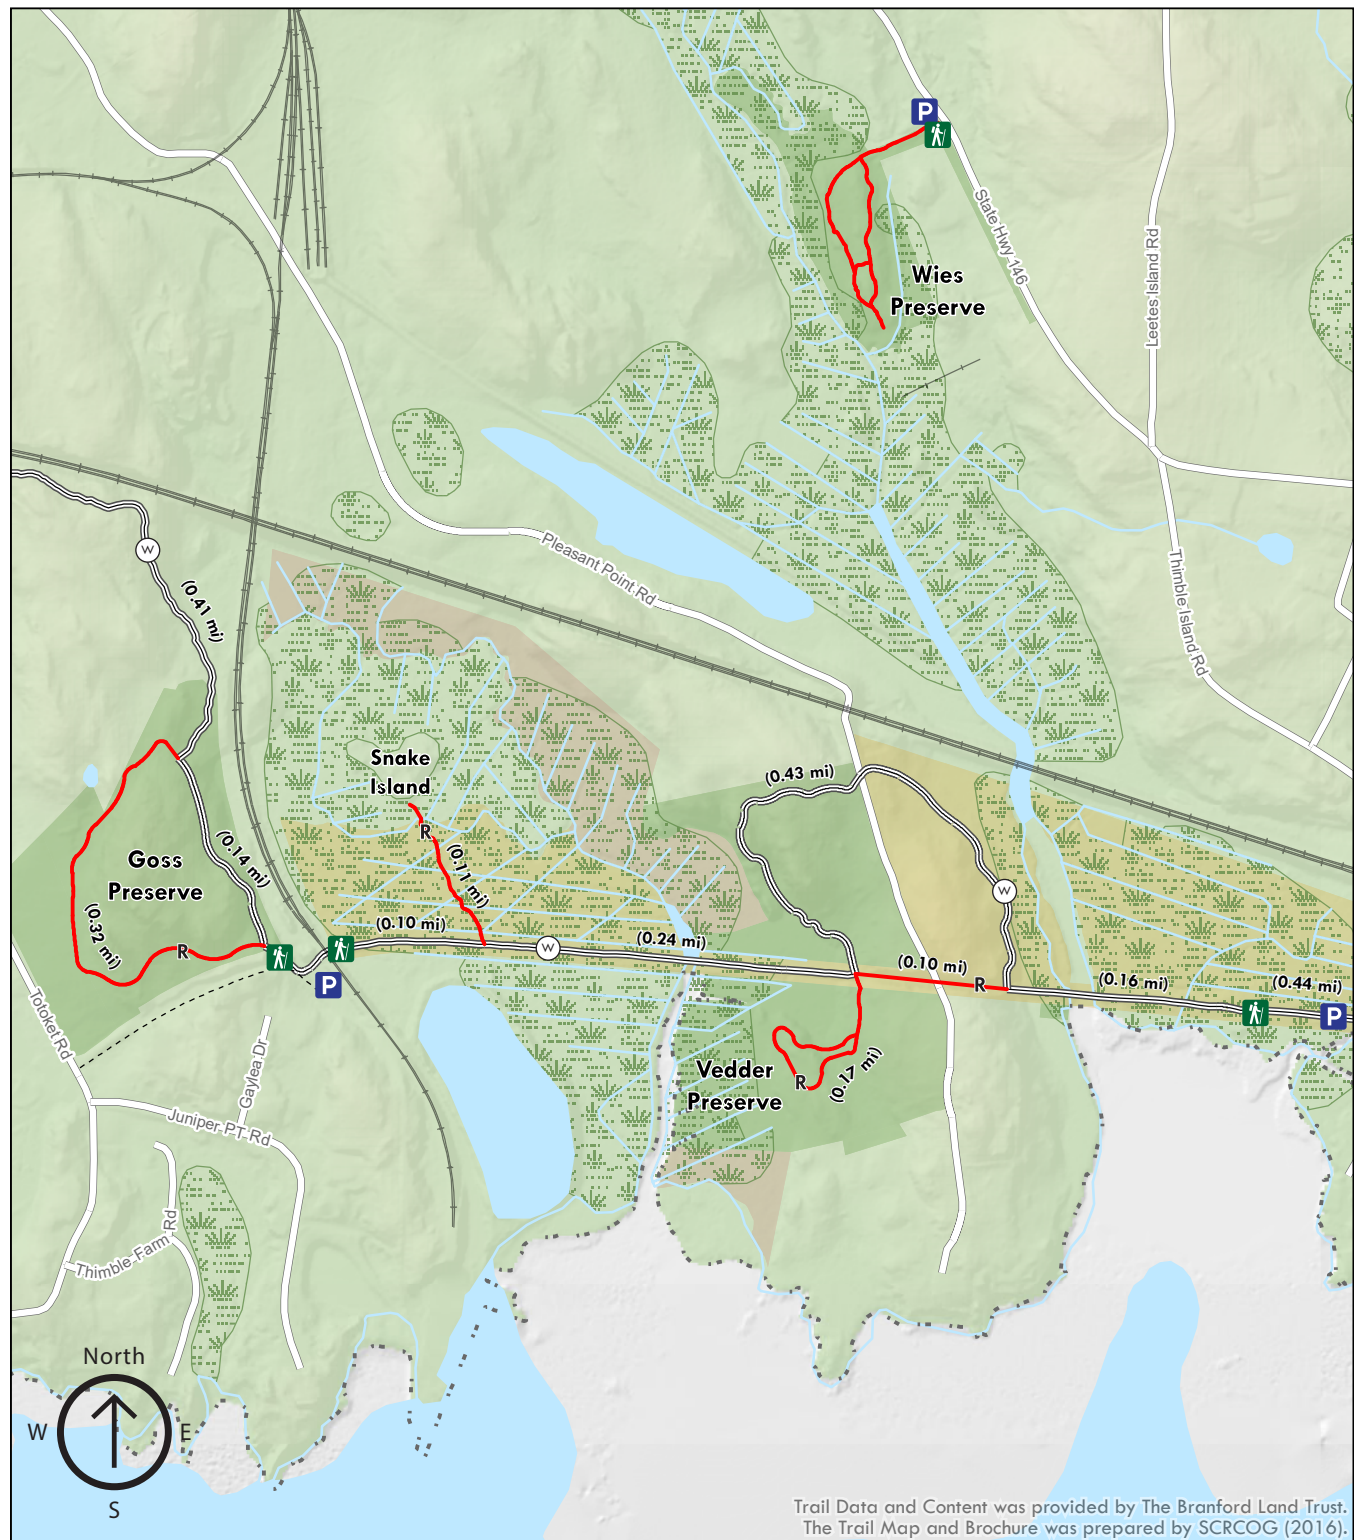 P
State Hwy 146
Leetes Island Rd
Wies
Preserve
Pleasant Point Rd
W
(0.41 mi)
Thimble Island Rd
Snake
Island
(0.43 mi)
R
(0.11 mi)
(0.14 mi)
Goss
Preserve
W
(0.32 mi)
R
(0.10 mi)
W
(0.24 mi)
(0.10 mi)
R
(0.16 mi)
(0.44 mi)
P
P
Totoket Rd
Gaylea Dr
Vedder
Preserve
R
(0.17 mi)
Juniper PT Rd
Thimble Farm Rd
North
W
E
S
Trail Data and Content was provided by The Branford Land Trust.
The Trail Map and Brochure was prepared by SCRCOG (2016).